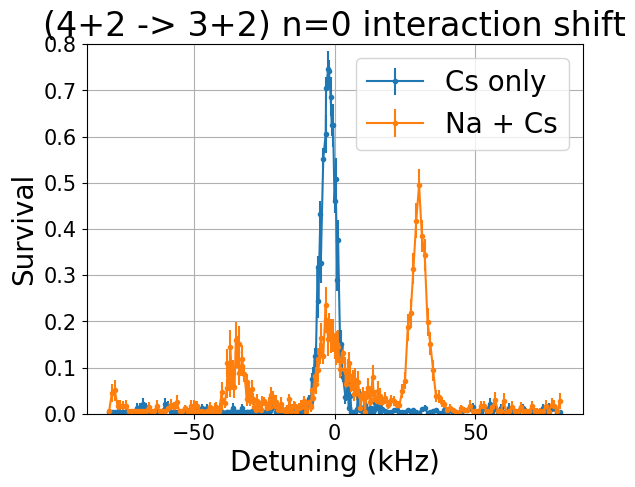 (4+2 -> 3+2) n=0 interaction shift
Cs only
Na + Cs
Survival
0.8
0.7
0.6
0.5
0.4
0.3
0.2
0.1
0.0
−50
0
50
Detuning (kHz)